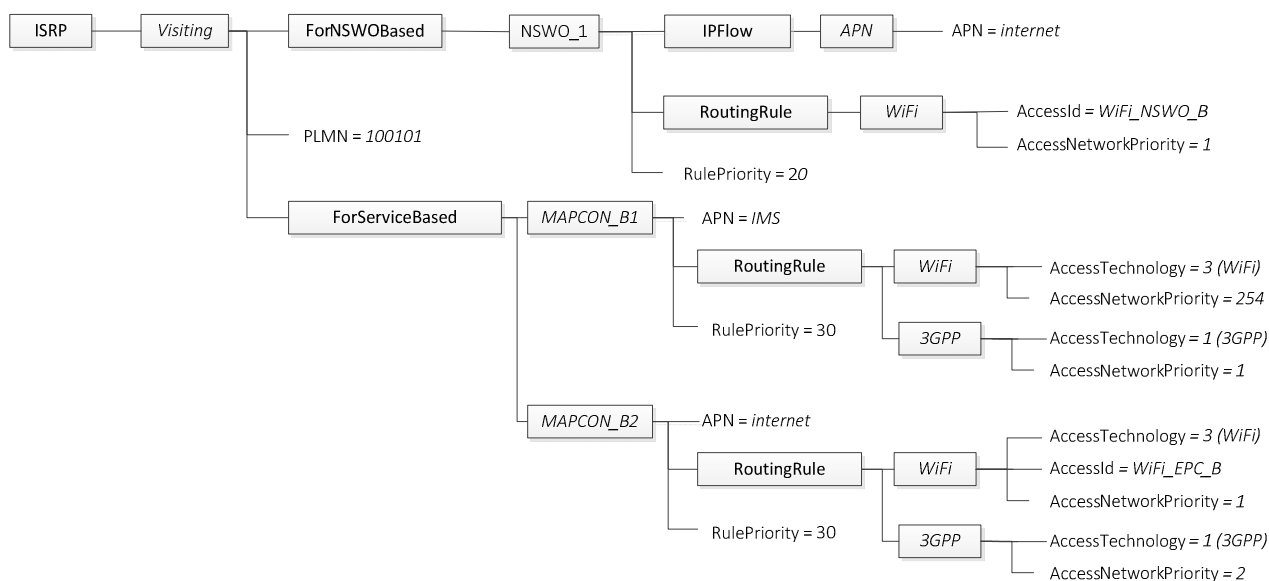 ISRP
Visiting
ForNSWOBased
NSWO_1
IPFlow
APN
APN = internet
RoutingRule
WiFi
AccessId = WiFi_NSWO_B
AccessNetworkPriority = 1
PLMN = 100101
RulePriority = 20
ForServiceBased
MAPCON_B1
APN = IMS
RoutingRule
WiFi
AccessTechnology = 3 (WiFi)
AccessNetworkPriority = 254
RulePriority = 30
3GPP
AccessTechnology = 1 (3GPP)
AccessNetworkPriority = 1
MAPCON_B2
APN = internet
AccessTechnology = 3 (WiFi)
RoutingRule
WiFi
AccessId = WiFi_EPC_B
AccessNetworkPriority = 1
RulePriority = 30
3GPP
AccessTechnology = 1 (3GPP)
AccessNetworkPriority = 2